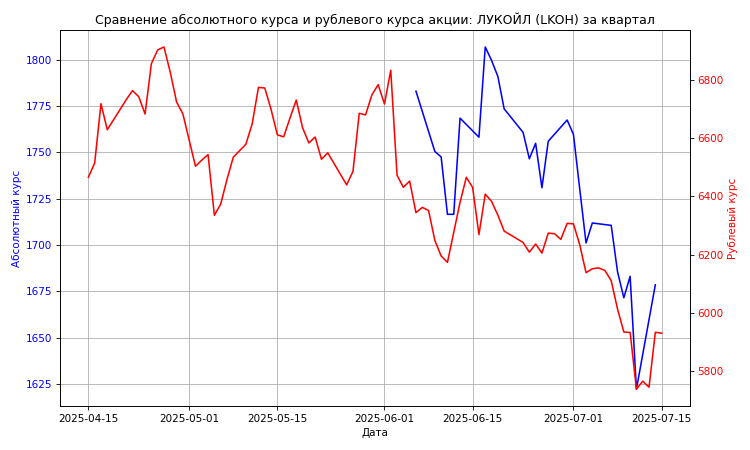 Сравнение абсолютного курса и рублевого курса акции: ЛУКОЙЛ (LKOH) за квартал
1800
1775
1750
1725
1700
1675
1650
1625
Абсолютный курс
6800
6600
6400
6200
6000
5800
Рублевый курс
2025-04-15 2025-05-01 2025-05-15 2025-06-01 2025-06-15 2025-07-01 2025-07-15
Дата